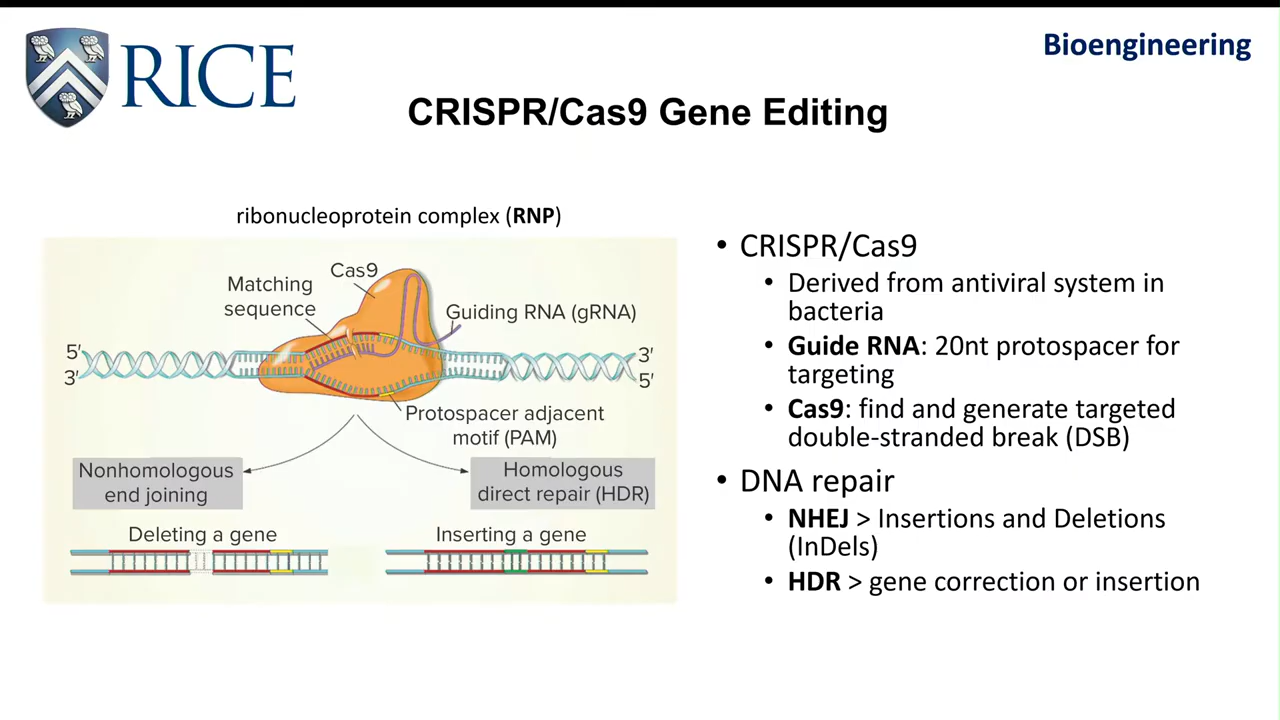 RICE
Bioengineering
CRISPR/Cas9 Gene Editing
ribonucleoprotein complex (RNP)
Cas9
Matching
sequence
Guiding RNA (gRNA)
5′
3′
3′
5′
Protospacer adjacent
motif (PAM)
Nonhomologous
end joining
Homologous
direct repair (HDR)
Deleting a gene
Inserting a gene
• CRISPR/Cas9
• Derived from antiviral system in
bacteria
• Guide RNA: 20nt protospacer for
targeting
• Cas9: find and generate targeted
double-stranded break (DSB)
• DNA repair
• NHEJ > Insertions and Deletions
(InDels)
• HDR > gene correction or insertion